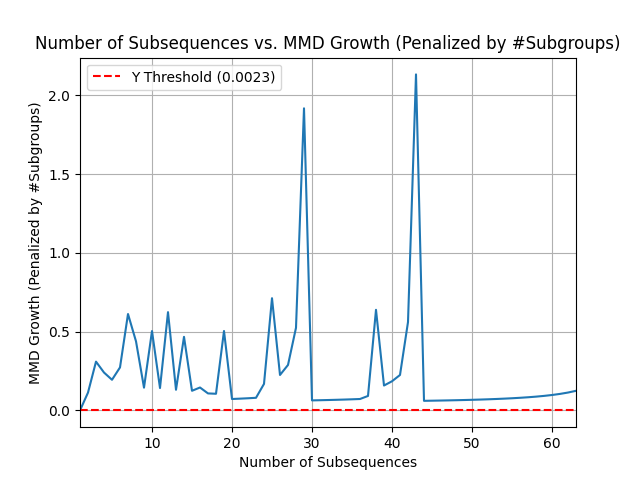 Number of Subsequences vs. MMD Growth (Penalized by #Subgroups)
Y Threshold (0.0023)
MMD Growth (Penalized by #Subgroups)
2.0
1.5
1.0
0.5
0.0
10 20 30 40 50 60
Number of Subsequences